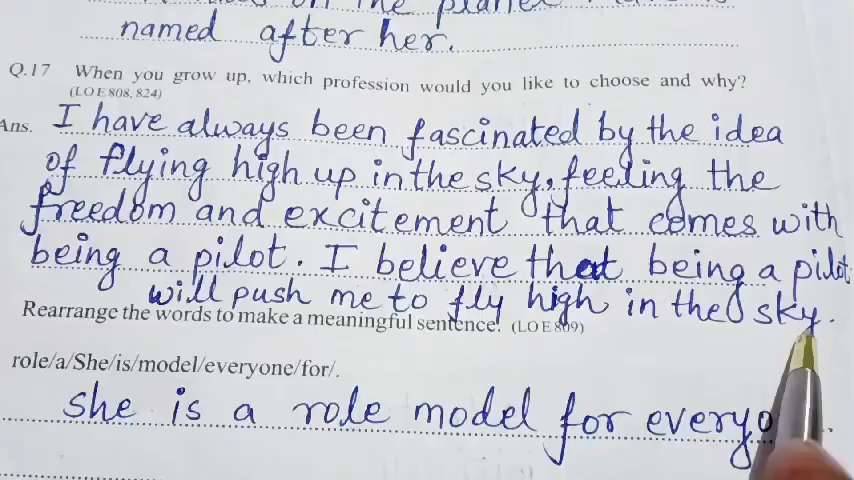 on the planet
named after her.
Q.17 When you grow up, which profession would you like to choose and why?
(LO E 808, 824)
Ans. I have always been fascinated by the idea
of flying high up in the sky, feeling the
freedom and excitement that comes with
being a pilot. I believe that being a pilot
will push me to fly high in the sky.
Rearrange the words to make a meaningful sentence. (LO E 809)
role/a/She/is/model/everyone/for/.
she is a role model for everyo